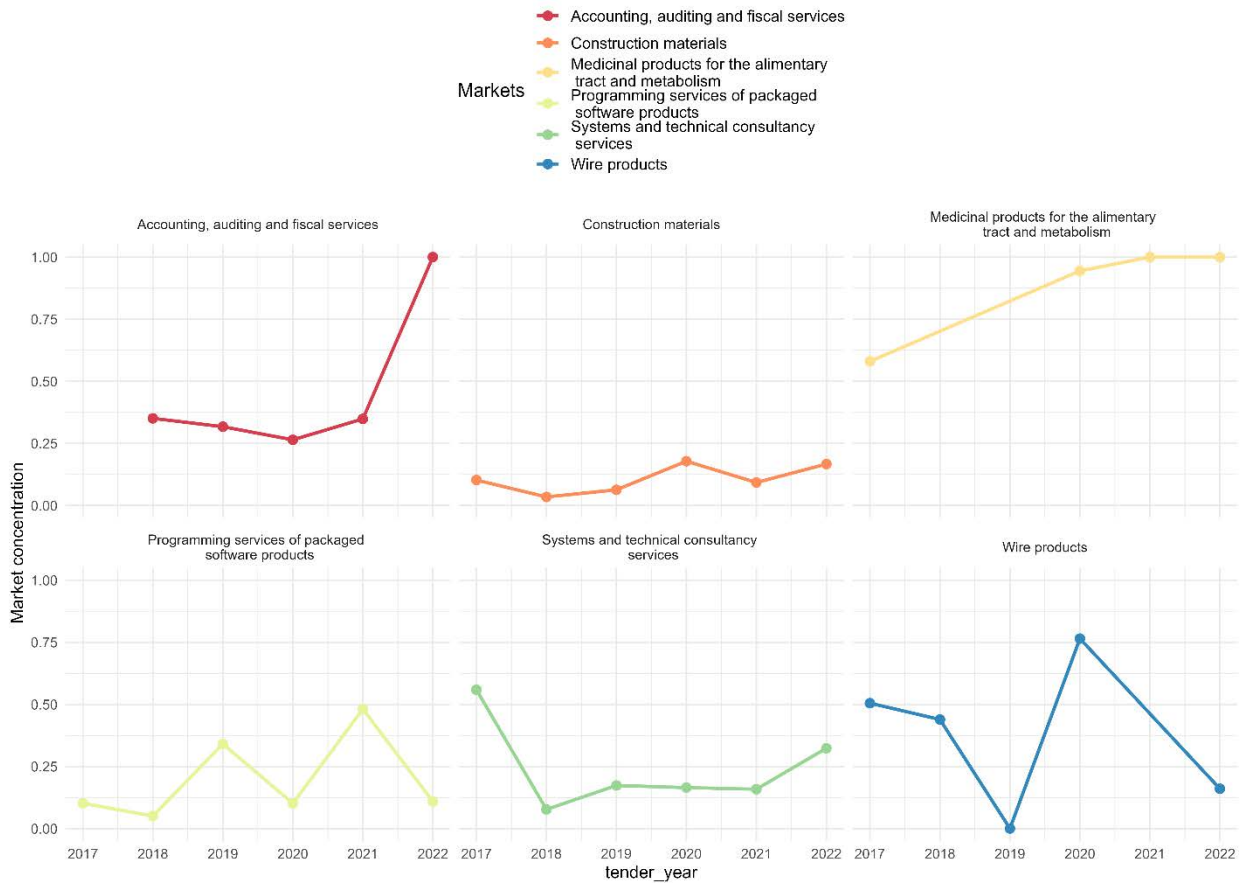 Markets
Accounting, auditing and fiscal services
Construction materials
Medicinal products for the alimentary
tract and metabolism
Programming services of packaged
software products
Systems and technical consultancy
services
Wire products
Accounting, auditing and fiscal services
Construction materials
Medicinal products for the alimentary
tract and metabolism
1.00
0.75
0.50
0.25
0.00
Programming services of packaged
software products
Systems and technical consultancy
services
Wire products
1.00
0.75
0.50
0.25
0.00
Market concentration
2017 2018 2019 2020 2021 2022
2017 2018 2019 2020 2021 2022
2017 2018 2019 2020 2021 2022
tender_year